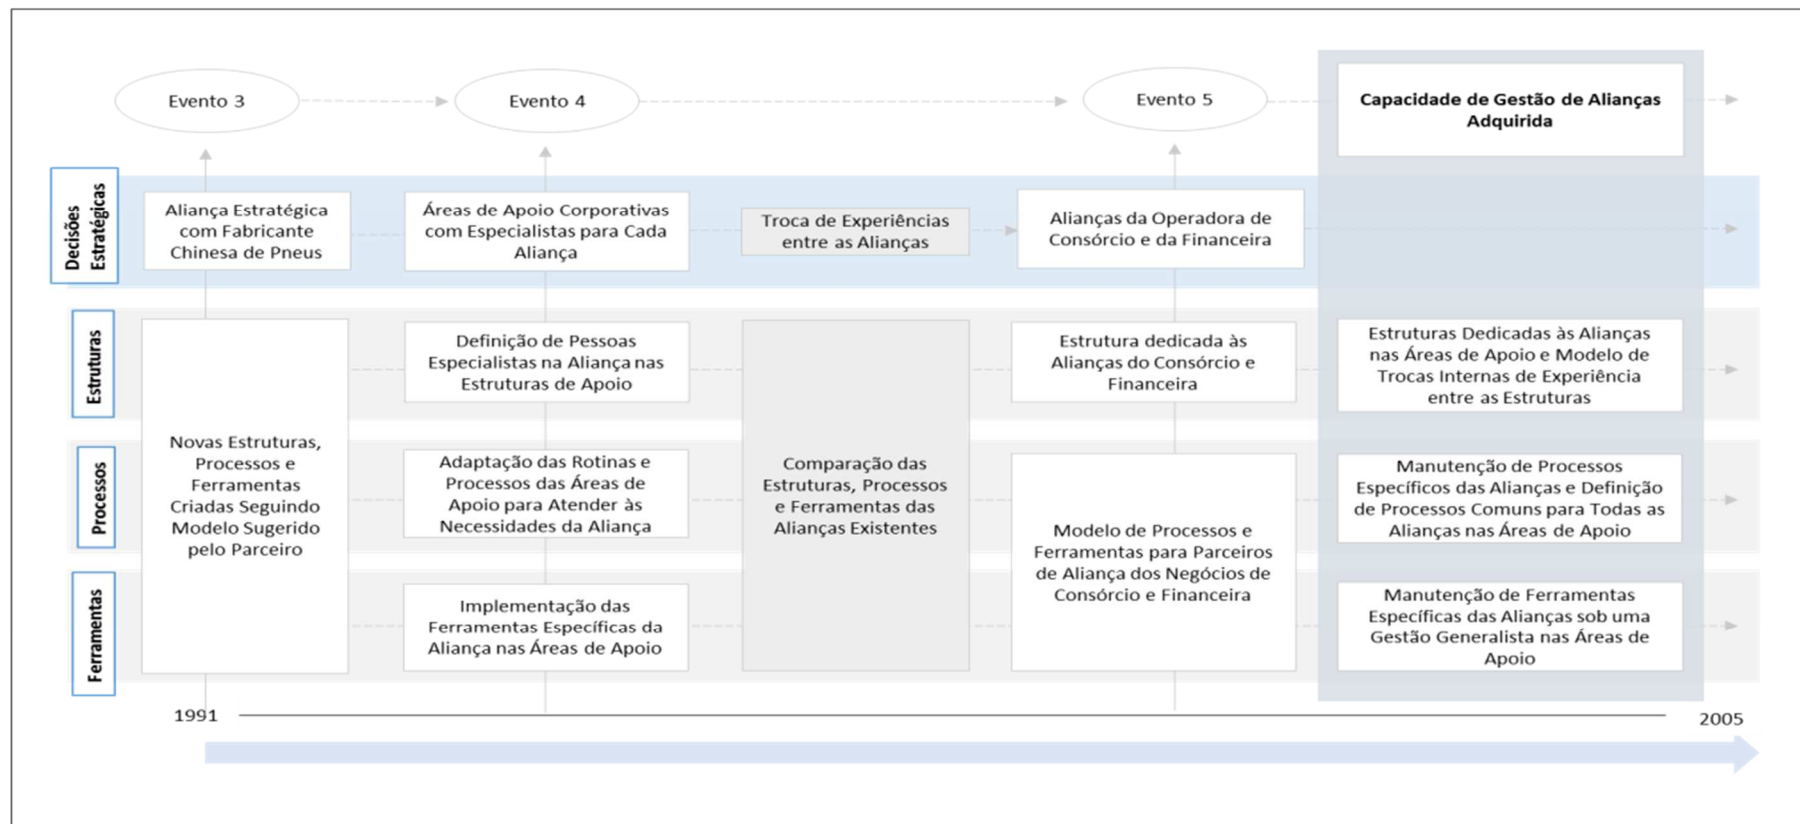 Evento 3
Evento 4
Evento 5
Capacidade de Gestão de Alianças
Adquirida
Decisões
Estratégicas
Aliança Estratégica
com Fabricante
Chinesa de Pneus
Áreas de Apoio Corporativas
com Especialistas para Cada
Aliança
Troca de Experiências
entre as Alianças
Alianças da Operadora de
Consórcio e da Financeira
Estruturas
Processos
Ferramentas
Novas Estruturas,
Processos e
Ferramentas
Criadas Seguindo
Modelo Sugerido
pelo Parceiro
Definição de Pessoas
Especialistas na Aliança nas
Estruturas de Apoio
Adaptação das Rotinas e
Processos das Áreas de
Apoio para Atender às
Necessidades da Aliança
Implementação das
Ferramentas Específicas da
Aliança nas Áreas de Apoio
Comparação das
Estruturas, Processos
e Ferramentas das
Alianças Existentes
Estrutura dedicada às
Alianças do Consórcio e
Financeira
Modelo de Processos e
Ferramentas para Parceiros
de Aliança dos Negócios de
Consórcio e Financeira
Estruturas Dedicadas às Alianças
nas Áreas de Apoio e Modelo de
Trocas Internas de Experiência
entre as Estruturas
Manutenção de Processos
Específicos das Alianças e Definição
de Processos Comuns para Todas as
Alianças nas Áreas de Apoio
Manutenção de Ferramentas
Específicas das Alianças sob uma
Gestão Generalista nas Áreas de
Apoio
1991
2005